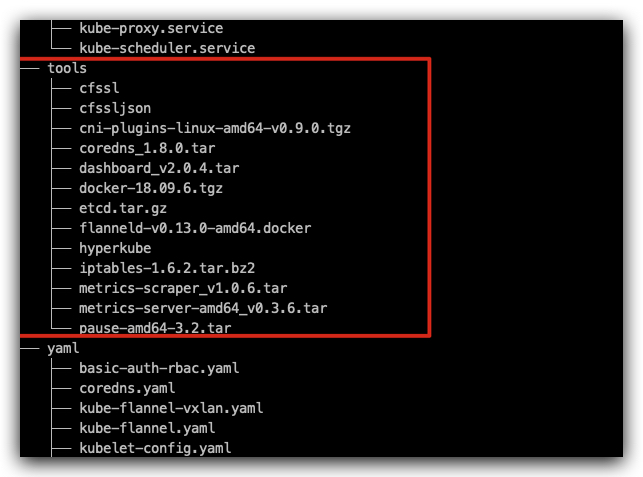 kube-proxy.service
kube-scheduler.service
tools
cfssl
cfssljson
cni-plugins-linux-amd64-v0.9.0.tgz
coredns_1.8.0.tar
dashboard_v2.0.4.tar
docker-18.09.6.tgz
etcd.tar.gz
flanneld-v0.13.0-amd64.docker
hyperkube
iptables-1.6.2.tar.bz2
metrics-scraper_v1.0.6.tar
metrics-server-amd64_v0.3.6.tar
pause-amd64-3.2.tar
yaml
basic-auth-rbac.yaml
coredns.yaml
kube-flannel-vxlan.yaml
kube-flannel.yaml
kubelet-config.yaml